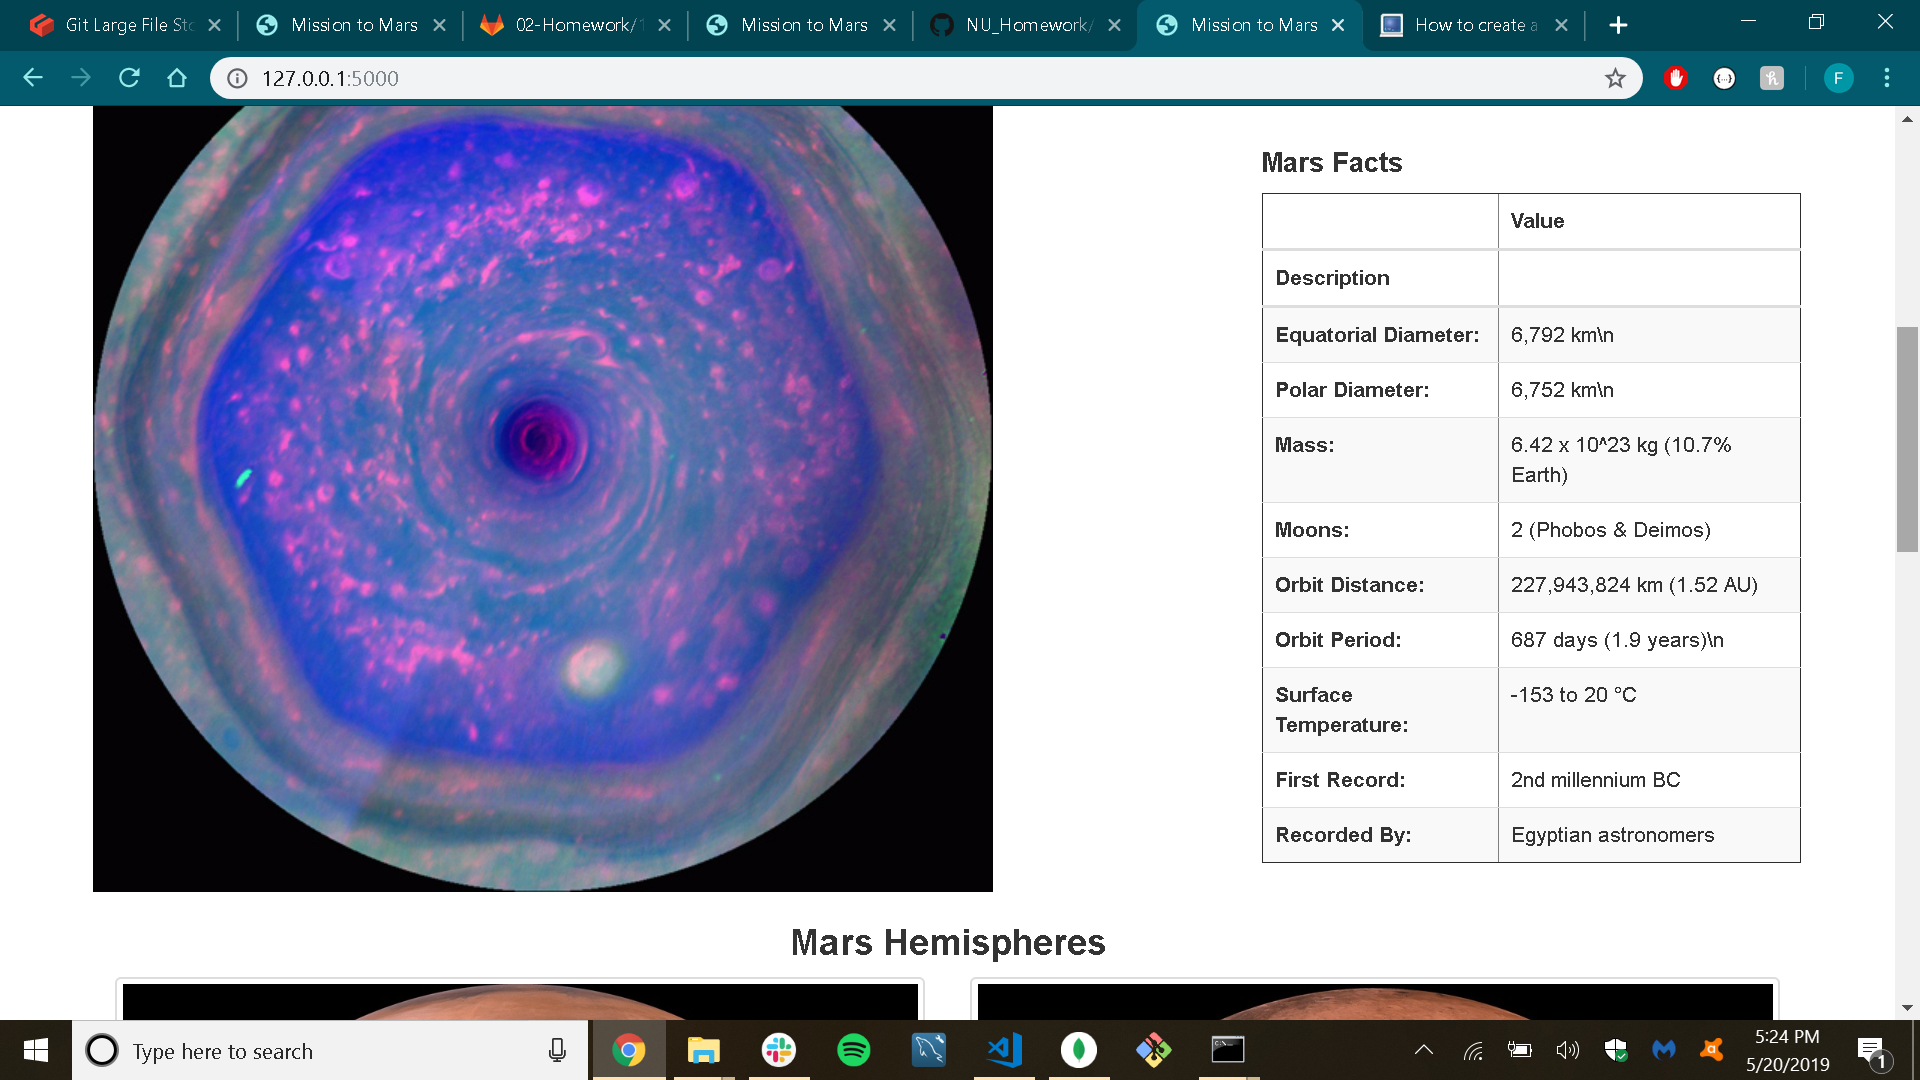 Git Large File Sto
Mission to Mars
02-Homework/1
Mission to Mars
NU_Homework/
Mission to Mars
How to create a
127.0.0.1:5000
F
Mars Facts
Value
Description
Equatorial Diameter: 6,792 km\n
Polar Diameter: 6,752 km\n
Mass: 6.42 x 10^23 kg (10.7%
Earth)
Moons: 2 (Phobos & Deimos)
Orbit Distance: 227,943,824 km (1.52 AU)
Orbit Period: 687 days (1.9 years)\n
Surface -153 to 20 °C
Temperature:
First Record: 2nd millennium BC
Recorded By: Egyptian astronomers
Mars Hemispheres
Type here to search
5:24 PM
5/20/2019
1